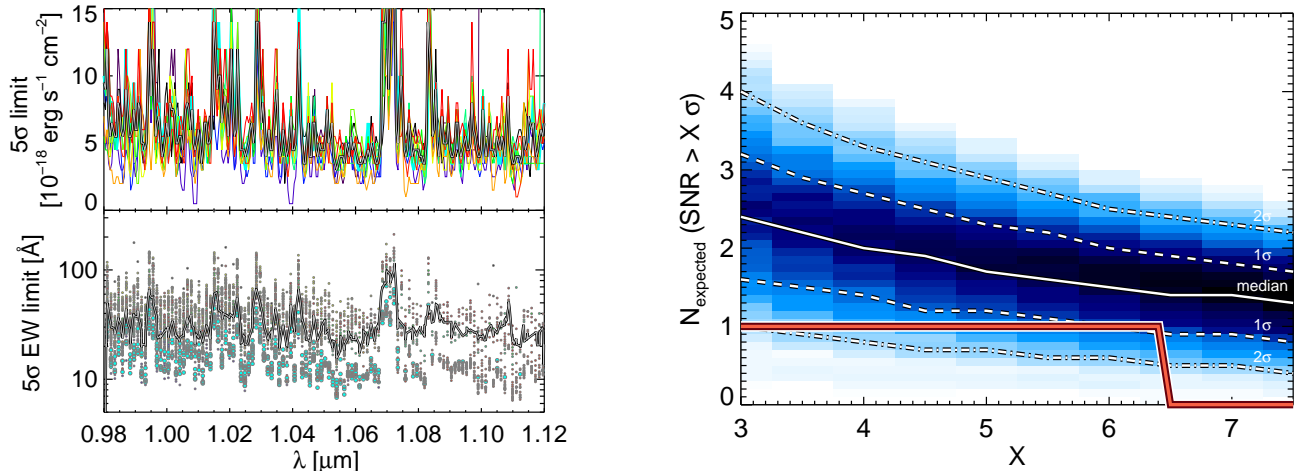 15
10
5
0
5σ limit
[10⁻¹⁸ erg s⁻¹ cm⁻²]
100
10
5σ EW limit [Å]
0.98 1.00 1.02 1.04 1.06 1.08 1.10 1.12
λ [μm]
5
4
3
2
1
0
N_expected (SNR > X σ)
2σ
1σ
median
1σ
2σ
3 4 5 6 7
X